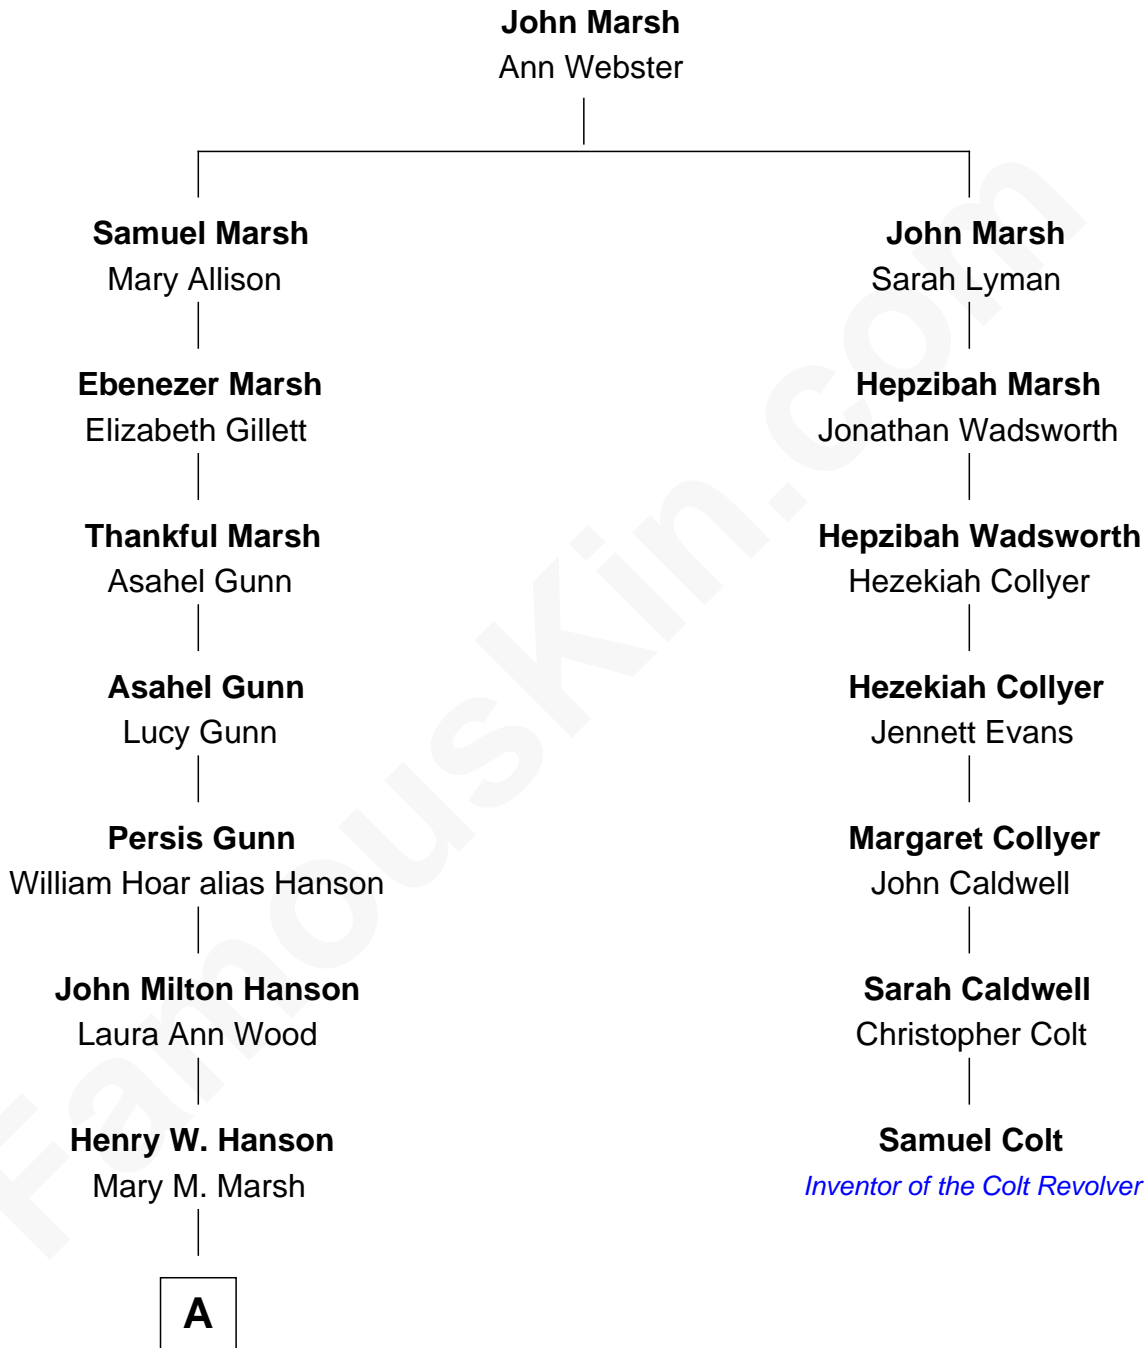 John Marsh
Ann Webster
Samuel Marsh
Mary Allison
John Marsh
Sarah Lyman
Ebenezer Marsh
Elizabeth Gillett
Hepzibah Marsh
Jonathan Wadsworth
Thankful Marsh
Asahel Gunn
Hepzibah Wadsworth
Hezekiah Collyer
Asahel Gunn
Lucy Gunn
Hezekiah Collyer
Jennett Evans
Persis Gunn
William Hoar alias Hanson
Margaret Collyer
John Caldwell
John Milton Hanson
Laura Ann Wood
Sarah Caldwell
Christopher Colt
Henry W. Hanson
Mary M. Marsh
Samuel Colt
Inventor of the Colt Revolver
A
FamousKin.com